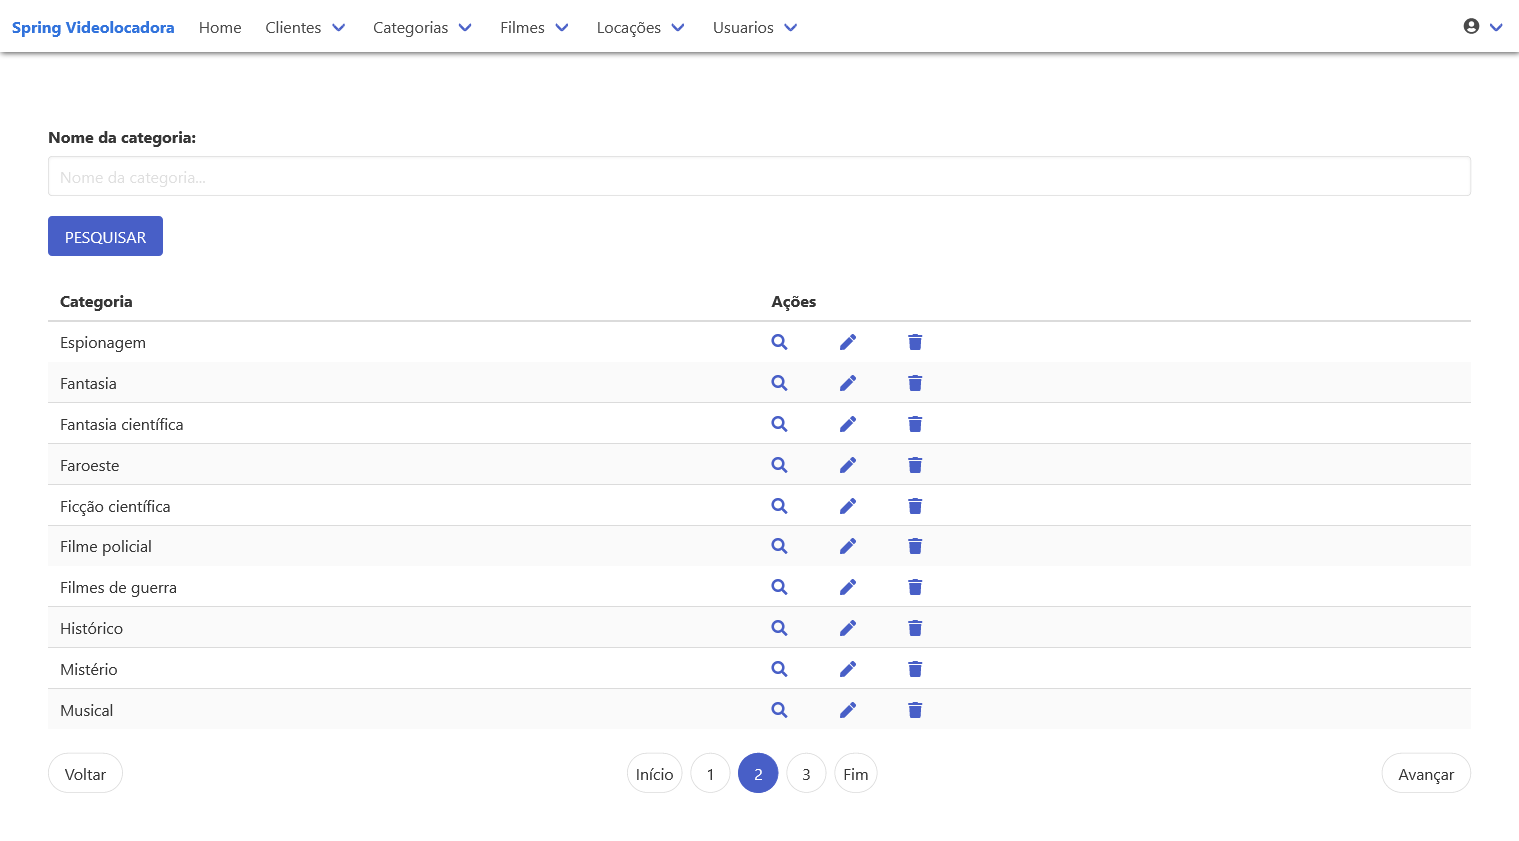 Spring Videolocadora Home Clientes Categorias Filmes Locações Usuarios
Nome da categoria:
Nome da categoria...
PESQUISAR
Categoria Ações
Espionagem
Fantasia
Fantasia científica
Faroeste
Ficção científica
Filme policial
Filmes de guerra
Histórico
Mistério
Musical
Voltar Início 1 2 3 Fim Avançar